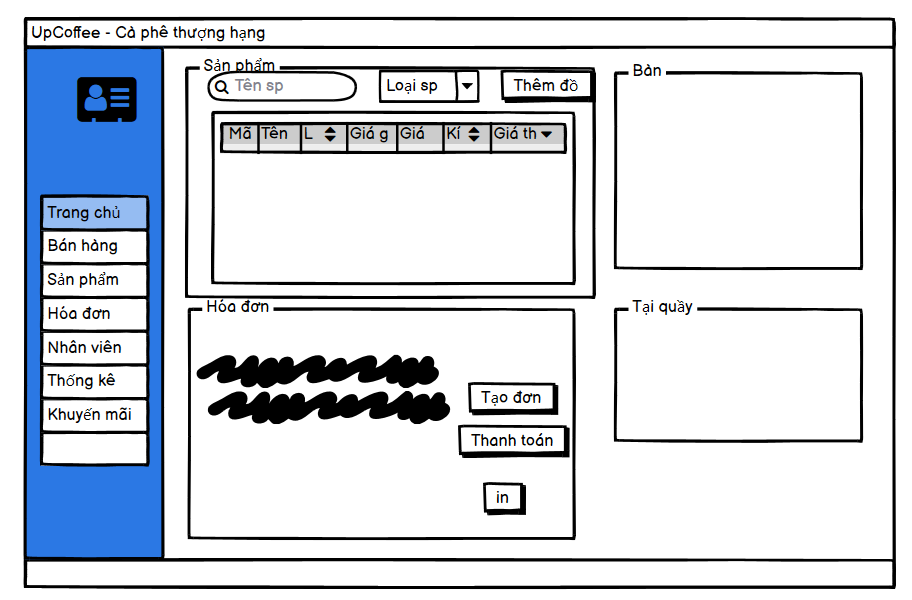 UpCoffee - Cà phê thượng hạng
Trang chủ
Bán hàng
Sản phẩm
Hóa đơn
Nhân viên
Thống kê
Khuyến mãi
Sản phẩm
Tên sp
Loại sp
Thêm đồ
Mã Tên L Giá g Giá Kí Giá th
Hóa đơn
Tạo đơn
Thanh toán
in
Bàn
Tại quầy